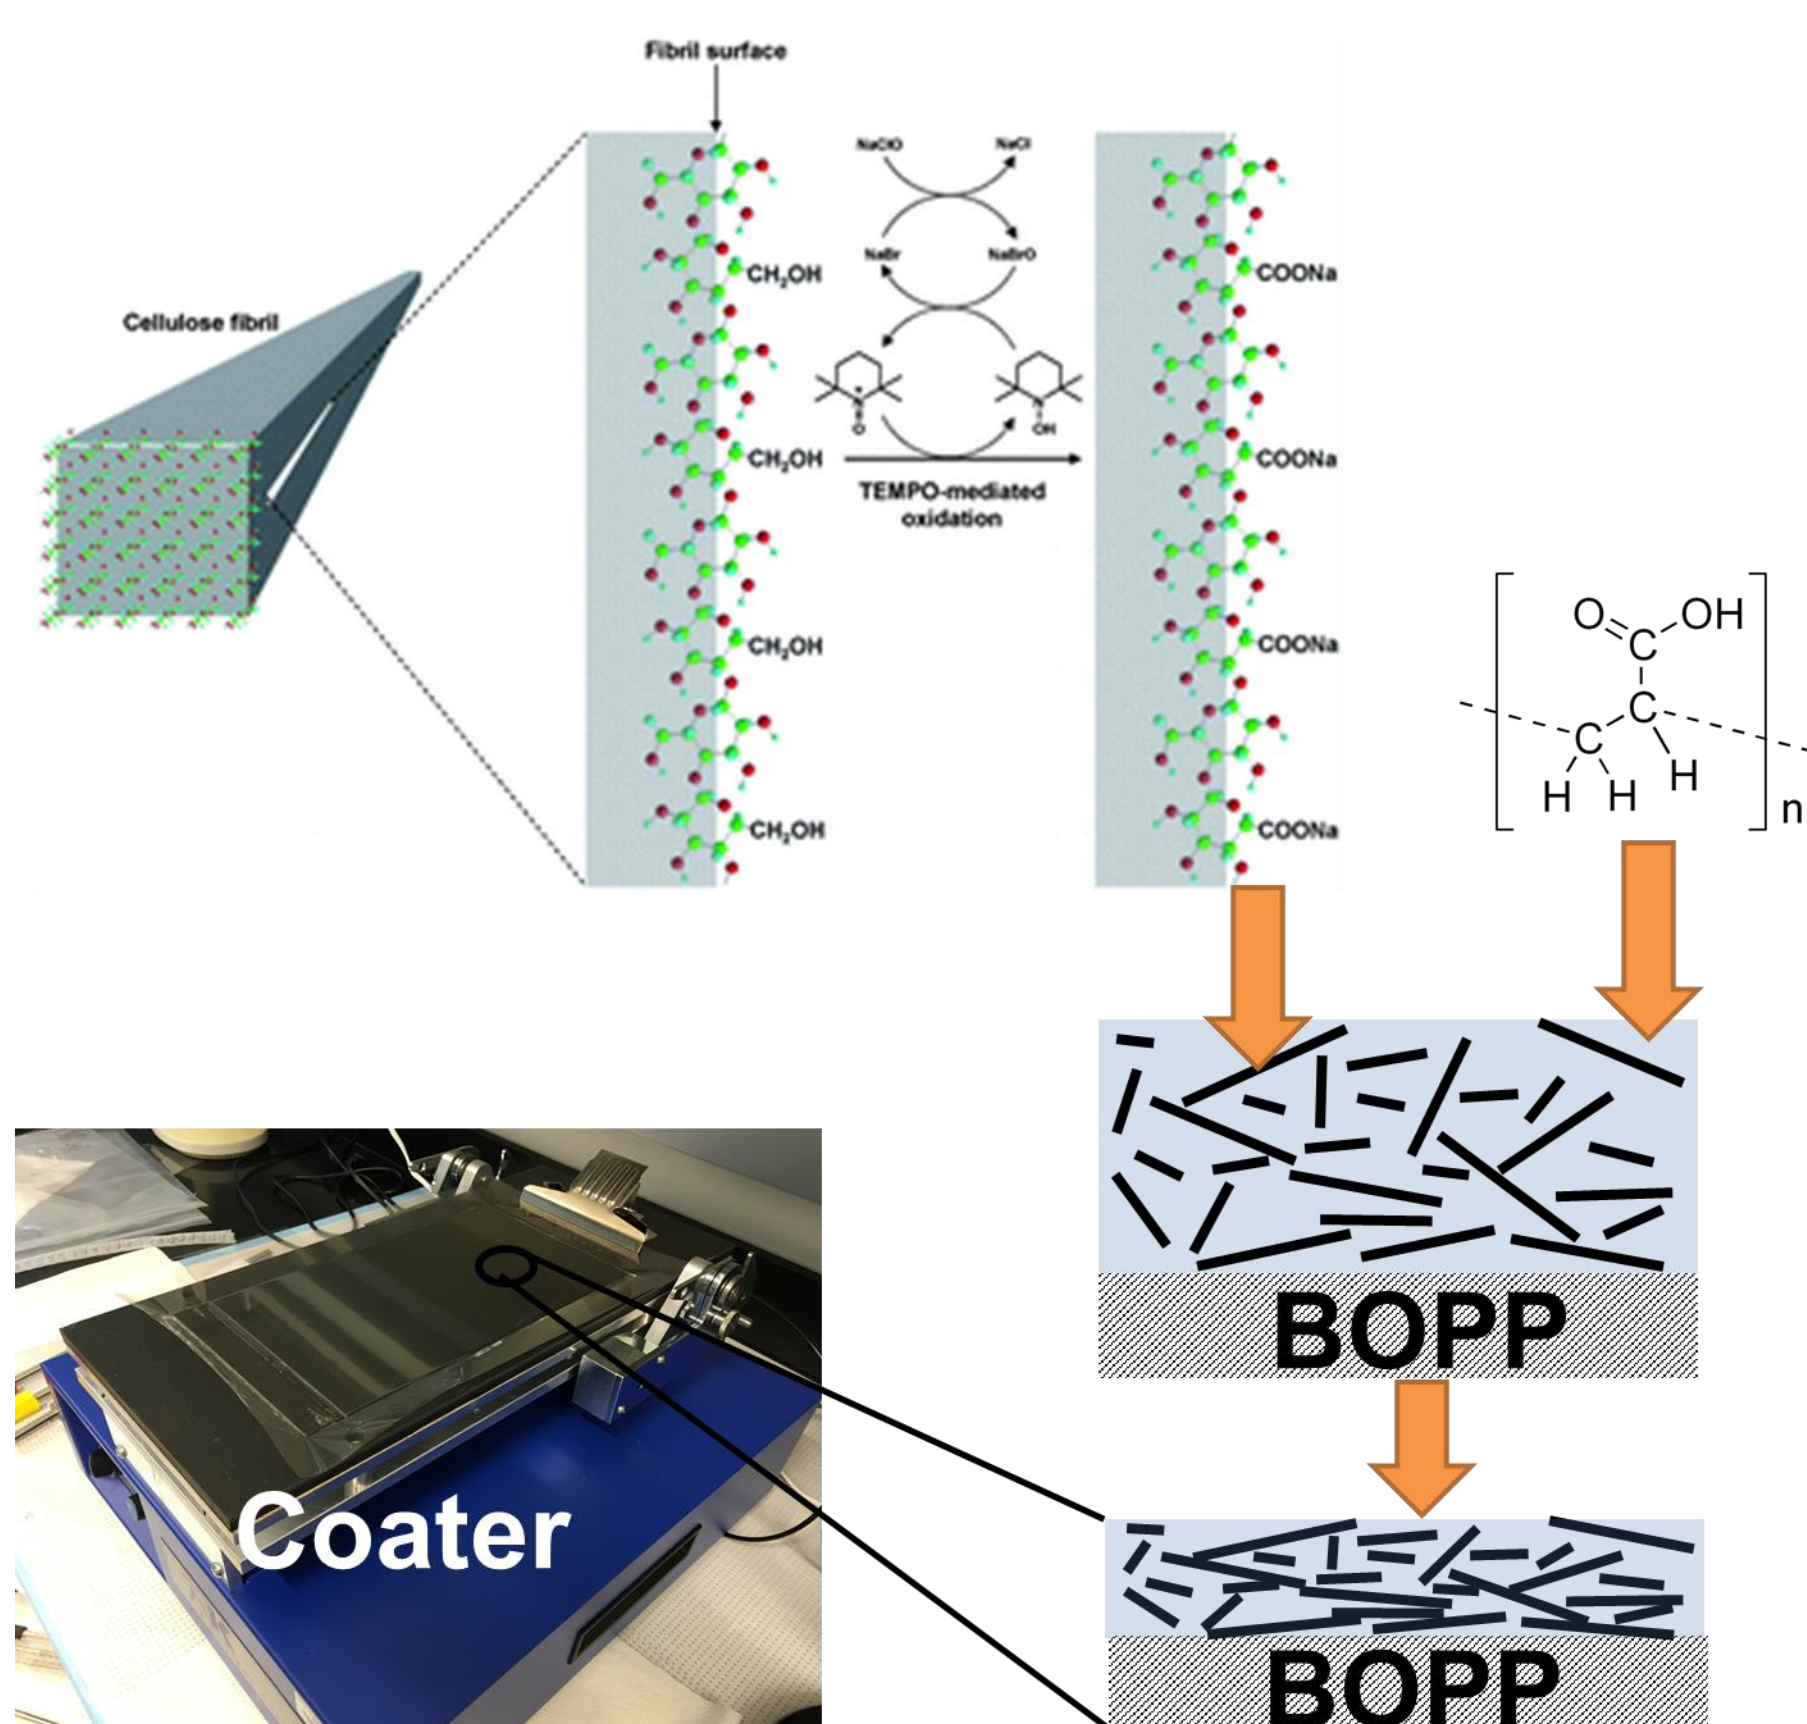 Fibril surface
NaClO
NaCl
NaBr
NaBrO
Cellulose fibril
CH₂OH
CH₂OH
CH₂OH
CH₂OH
N
O
N
OH
TEMPO-mediated
oxidation
COONa
COONa
COONa
COONa
O
OH
C
C
C
H
H
H
n
BOPP
Coater
BOPP